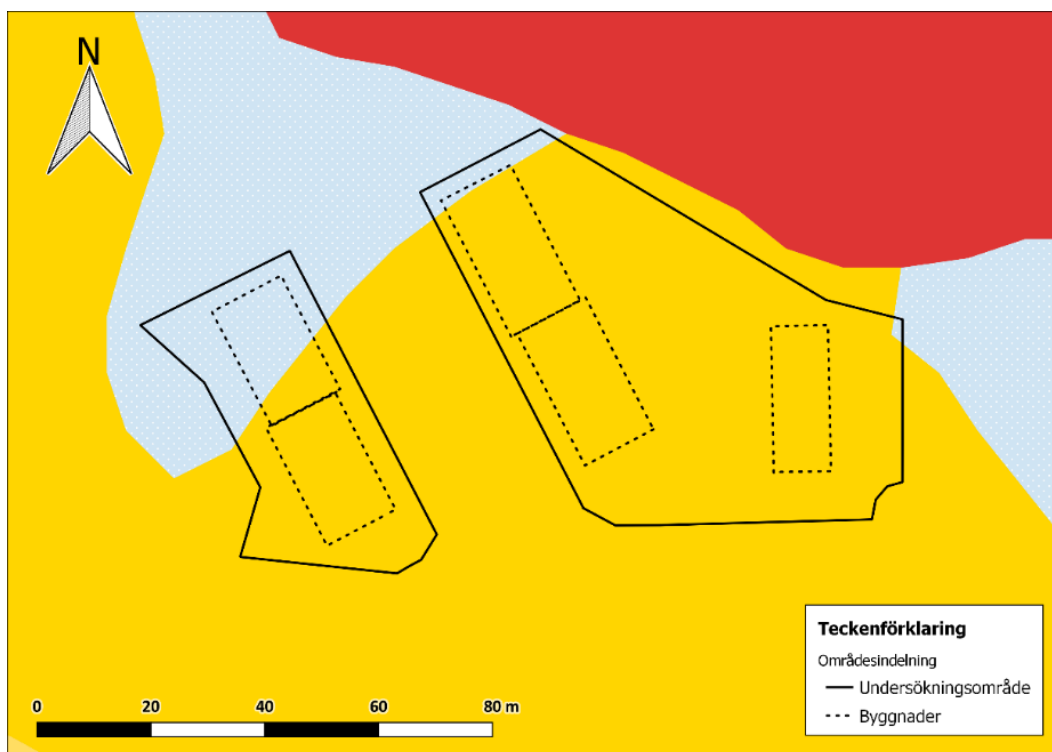 N
Teckenförklaring
Områdesindelning
Undersökningsområde
Byggnader
0 20 40 60 80 m